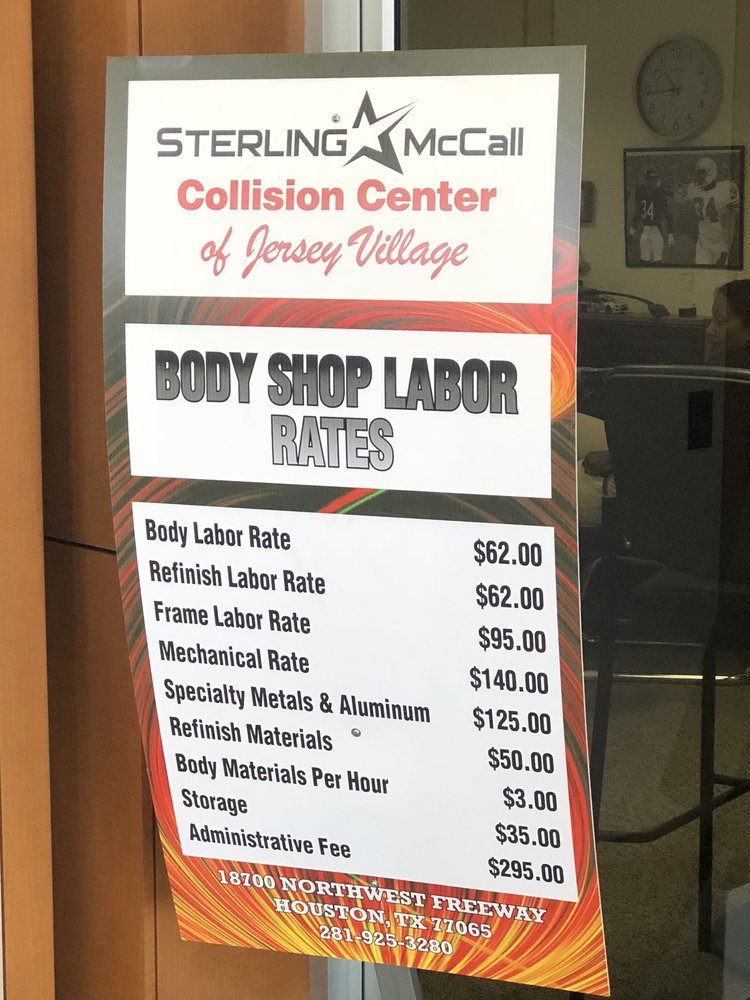 STERLING McCall
Collision Center
of Jersey Village
BODY SHOP LABOR
RATES
Body Labor Rate $62.00
Refinish Labor Rate $62.00
Frame Labor Rate $95.00
Mechanical Rate $140.00
Specialty Metals & Aluminum $125.00
Refinish Materials $50.00
Body Materials Per Hour $3.00
Storage $35.00
Administrative Fee $295.00
18700 NORTHWEST FREEWAY
HOUSTON, TX 77065
281-925-3280
34
34